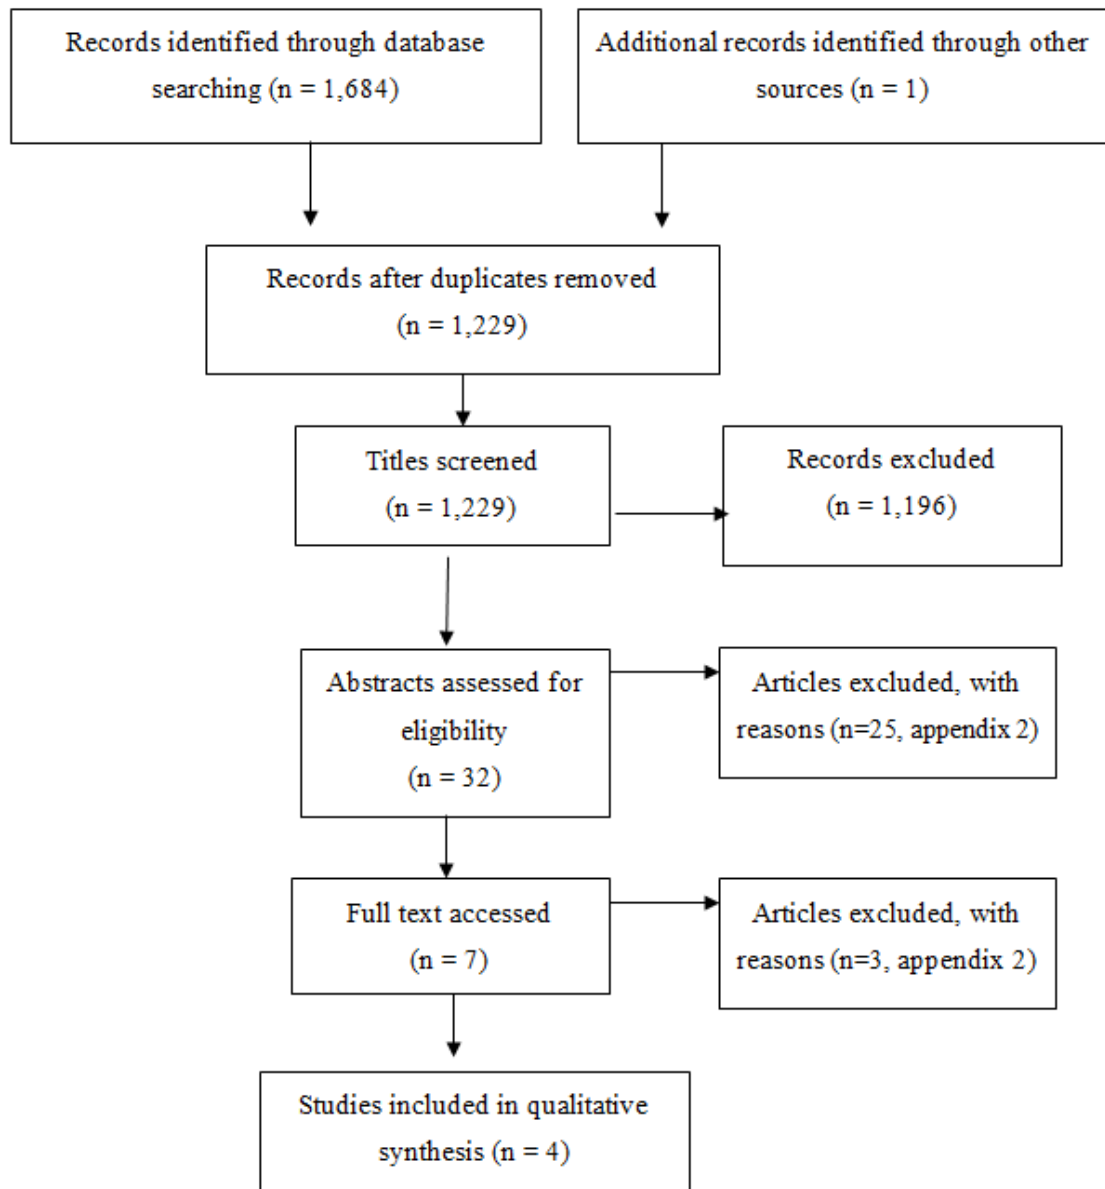 Records identified through database
searching (n = 1,684)
Additional records identified through other
sources (n = 1)
Records after duplicates removed
(n = 1,229)
Titles screened
(n = 1,229)
Records excluded
(n = 1,196)
Abstracts assessed for
eligibility
(n = 32)
Articles excluded, with
reasons (n=25, appendix 2)
Full text accessed
(n = 7)
Articles excluded, with
reasons (n=3, appendix 2)
Studies included in qualitative
synthesis (n = 4)